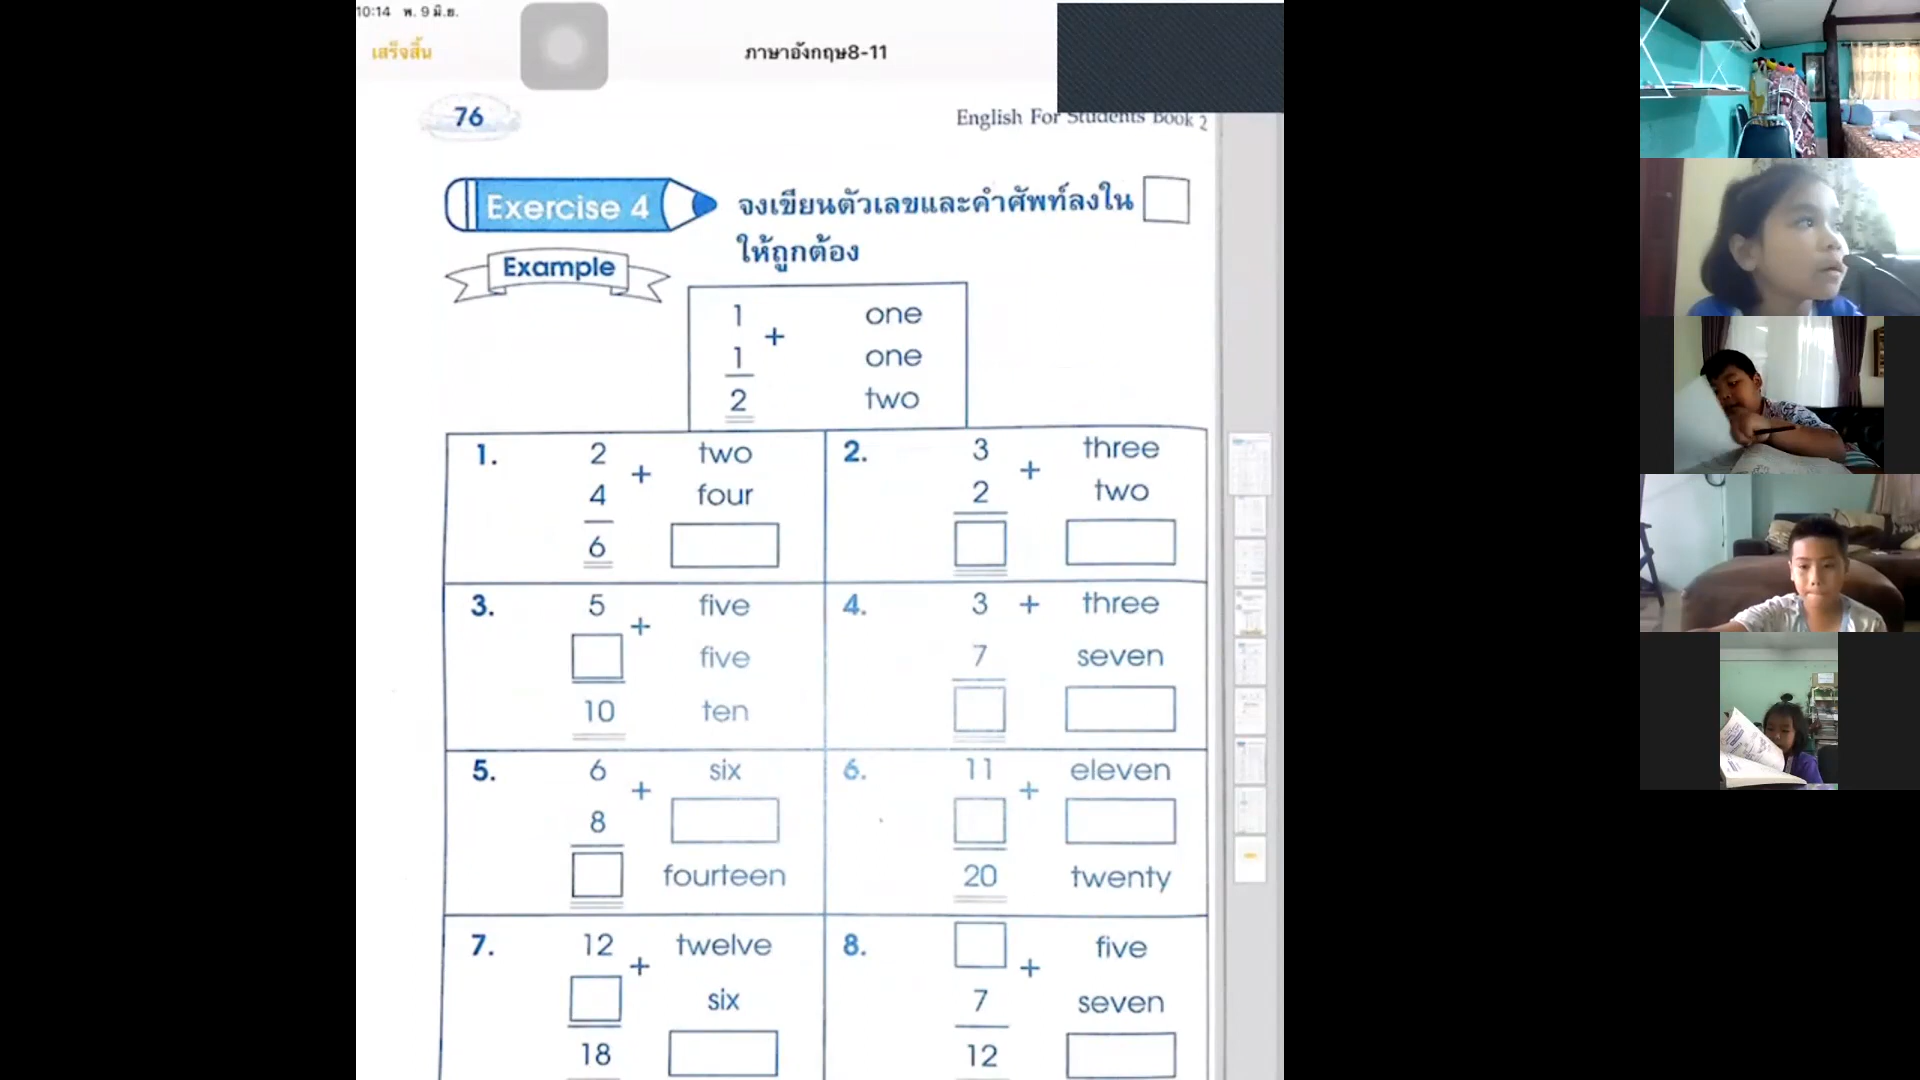 10:14 พ. 9 มิ.ย.
เสร็จสิ้น
ภาษาอังกฤษ8-11
76
English For Students Book 2
Exercise 4
จงเขียนตัวเลขและคำศัพท์ลงใน
ให้ถูกต้อง
Example
1 + one
1 one
2 two
1. 2 + two
4 four
6
2. 3 + three
2 two
3. 5 + five
five
10 ten
4. 3 + three
7 seven
5. 6 + six
8
fourteen
6. 11 + eleven
20 twenty
7. 12 + twelve
six
18
8. + five
7 seven
12